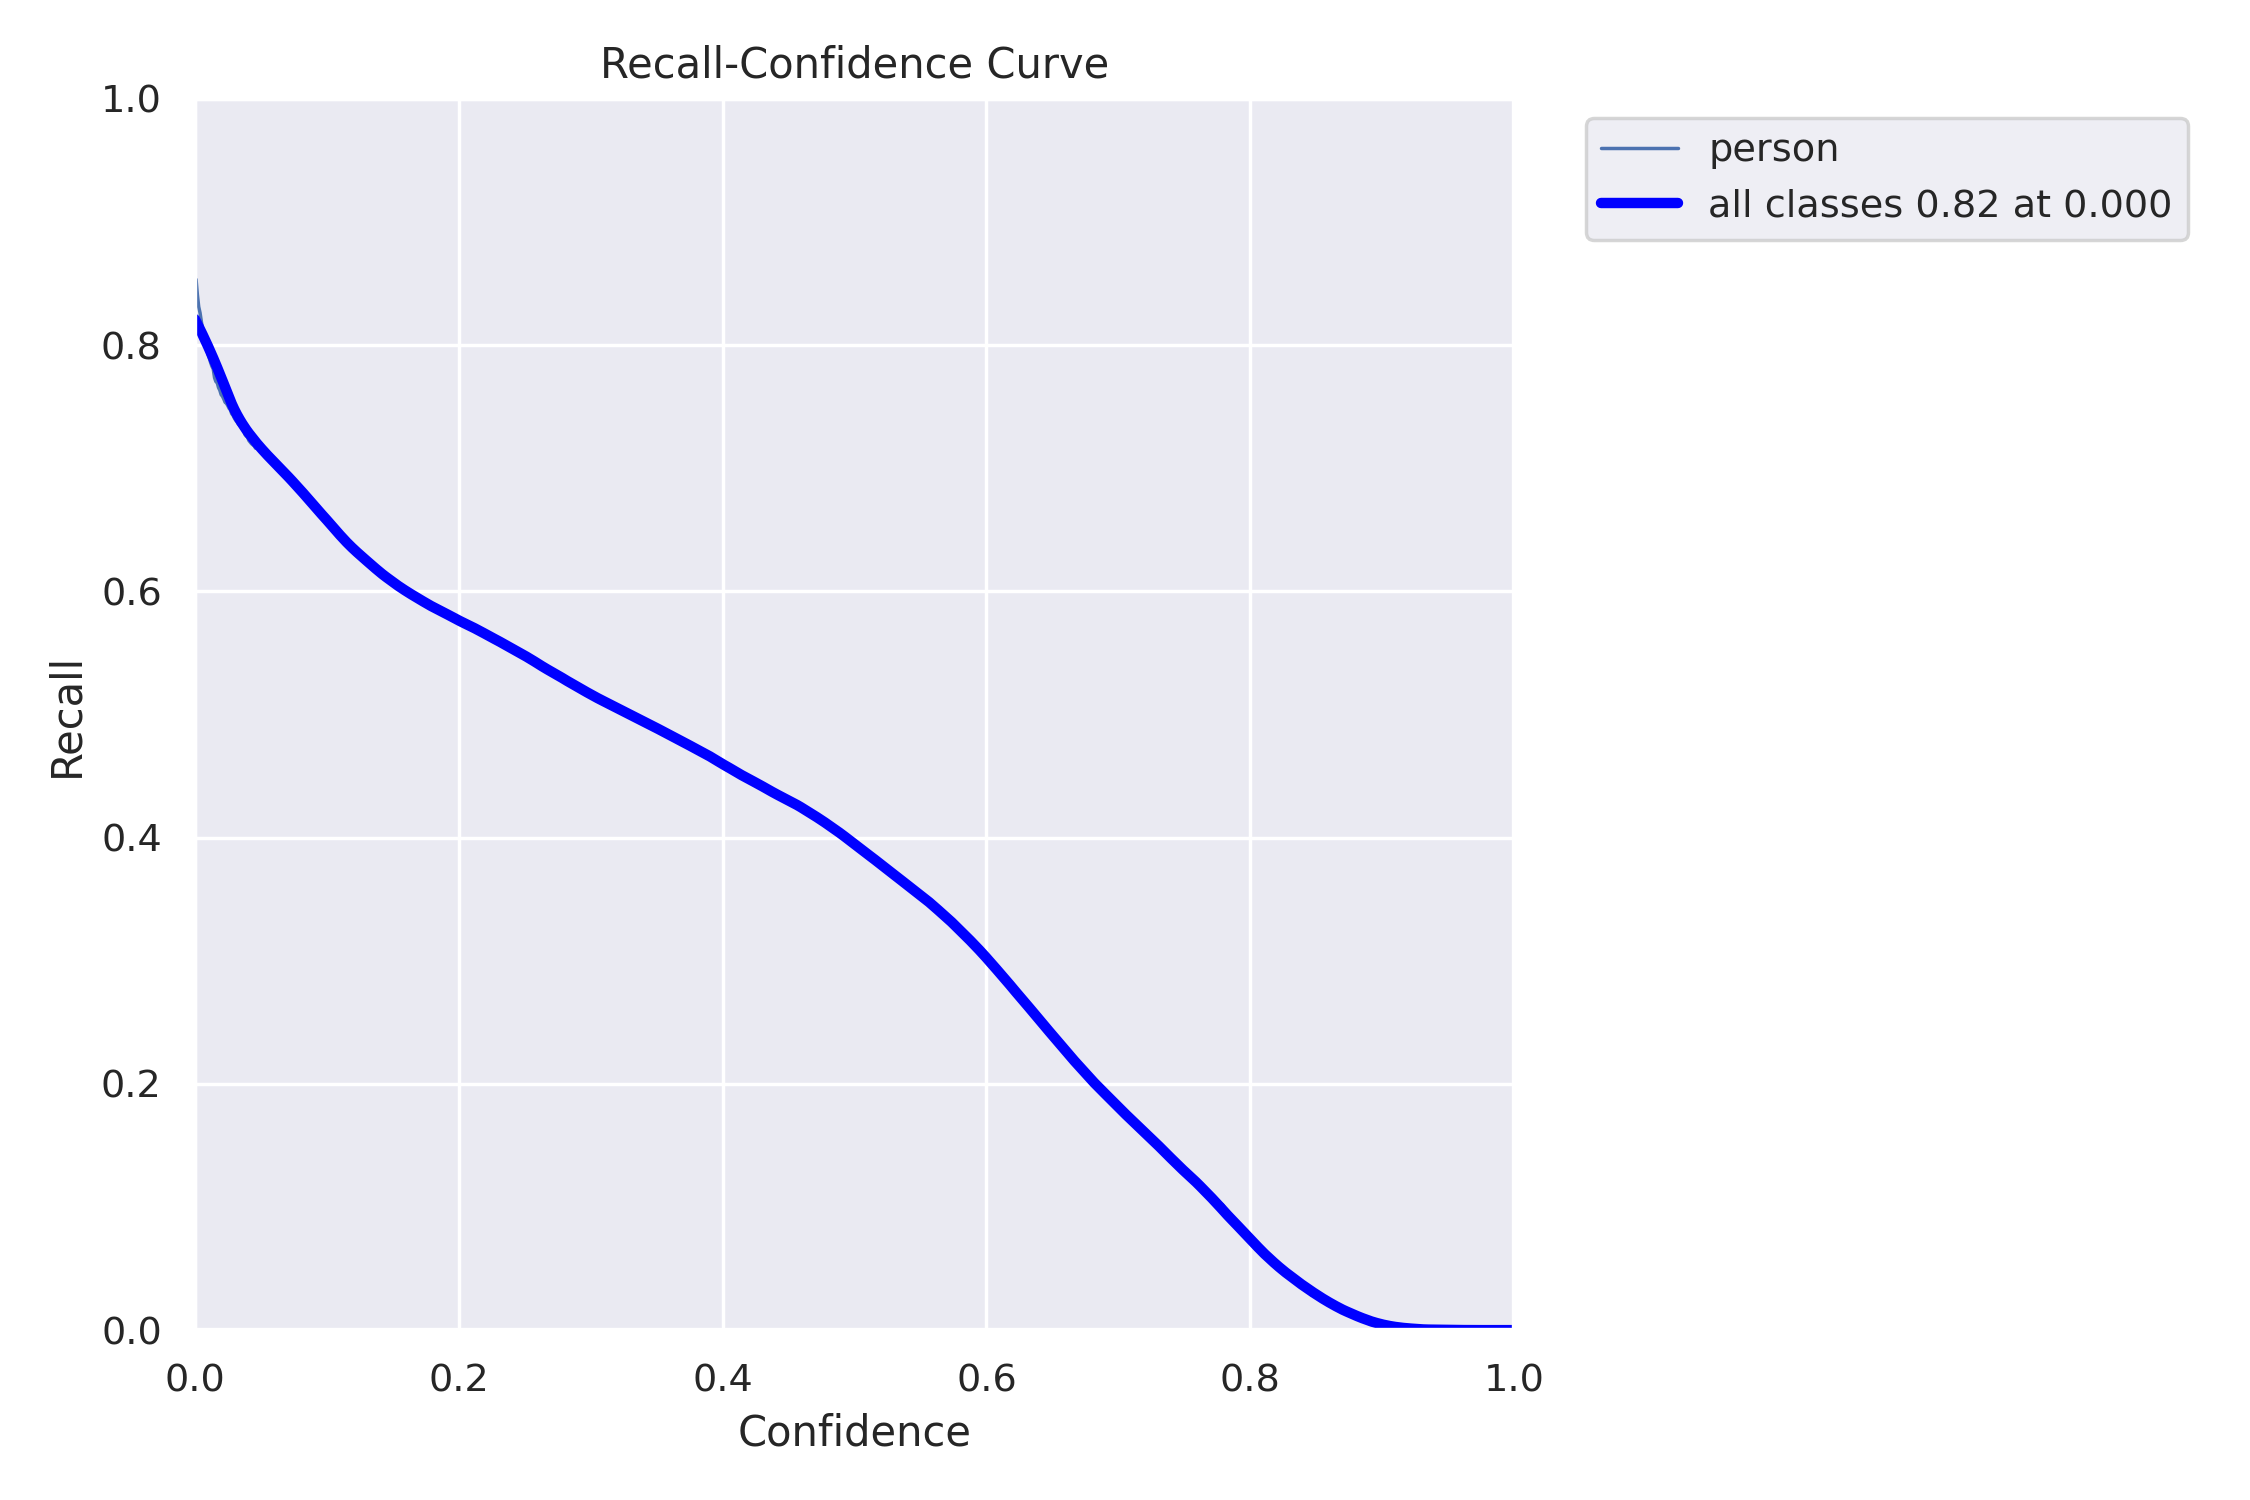 Recall-Confidence Curve
1.0
0.8
0.6
0.4
0.2
0.0
Recall
0.0 0.2 0.4 0.6 0.8 1.0
Confidence
person
all classes 0.82 at 0.000